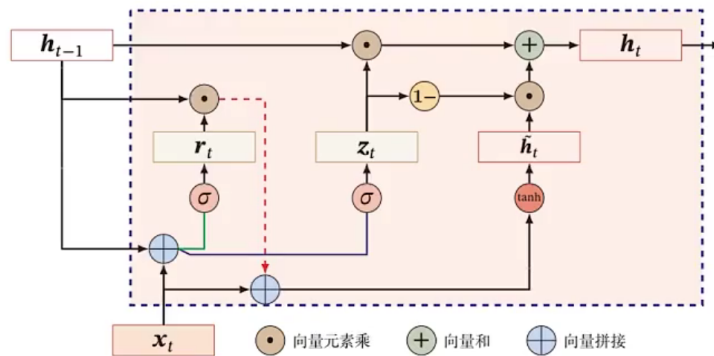 h_{t-1}
h_t
1−
r_t
z_t
h̃_t
σ
σ
tanh
x_t
向量元素乘
向量和
向量拼接